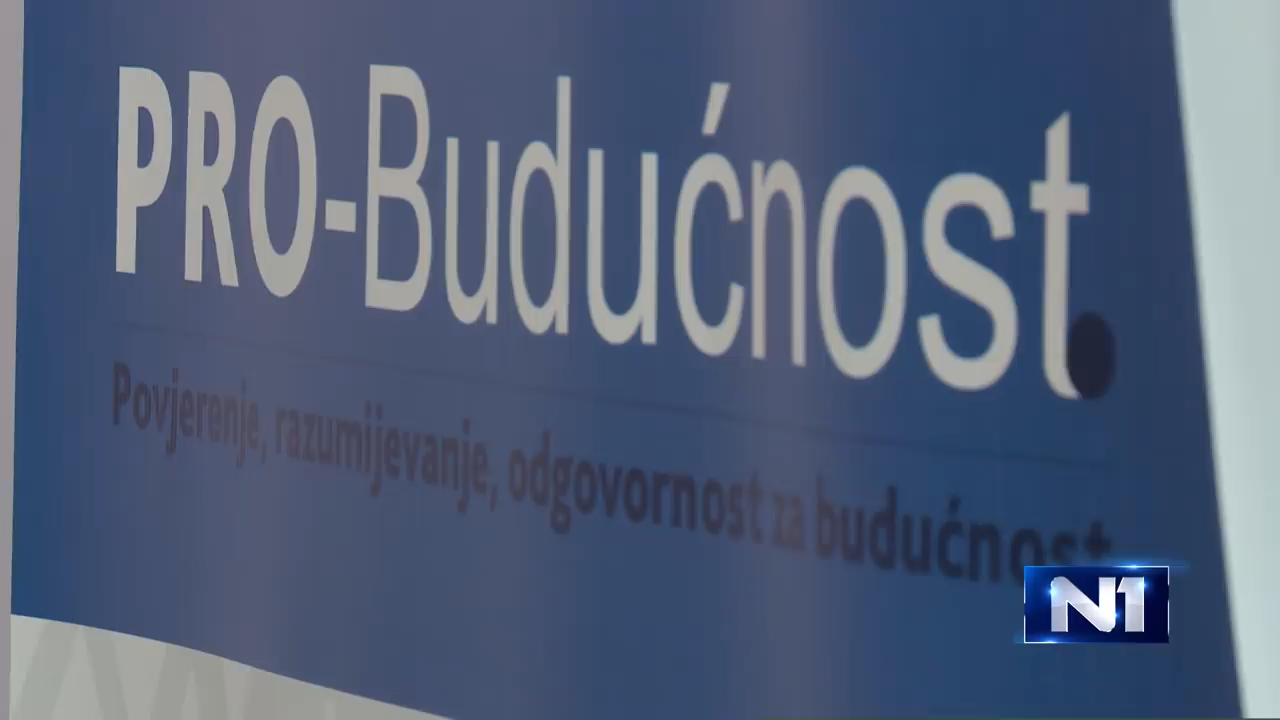 PRO-Budućnost.
Povjerenje, razumijevanje, odgovornost za budućnost
N1